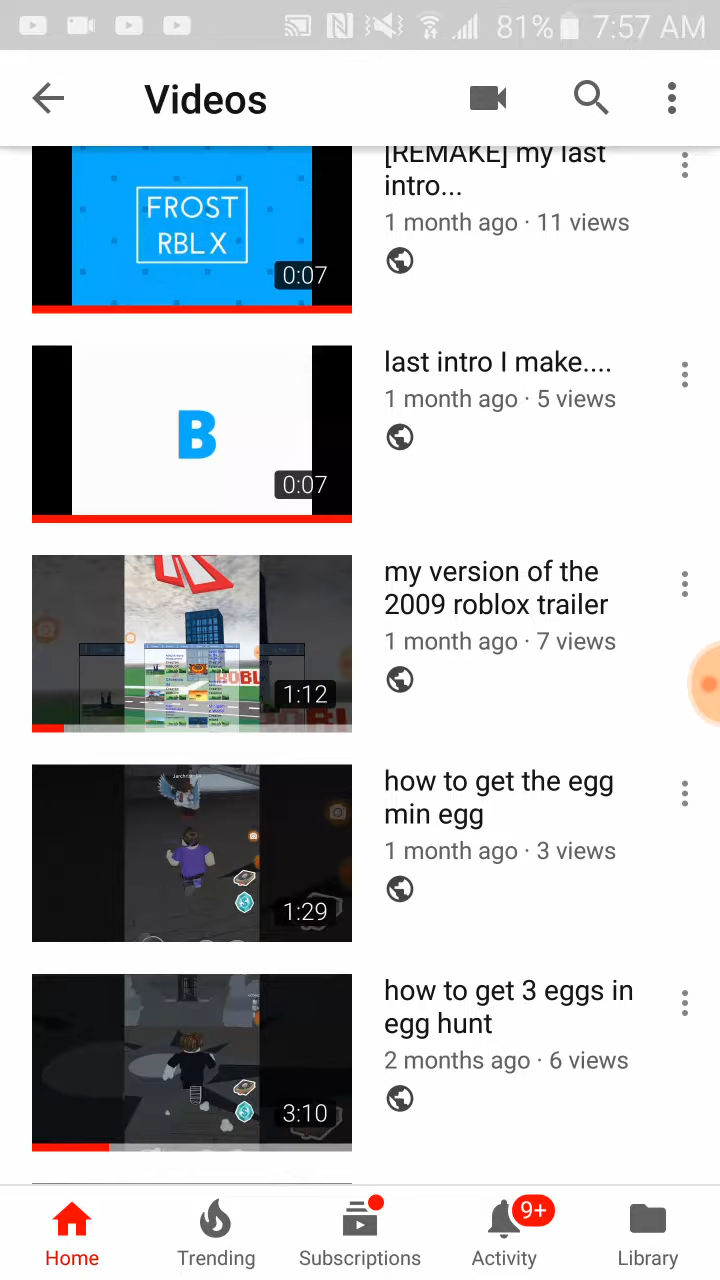 81% 7:57 AM
Videos
[REMAKE] my last
intro...
1 month ago · 11 views
FROST
RBLX
0:07
last intro I make....
1 month ago · 5 views
B
0:07
my version of the
2009 roblox trailer
1 month ago · 7 views
1:12
how to get the egg
min egg
1 month ago · 3 views
1:29
how to get 3 eggs in
egg hunt
2 months ago · 6 views
3:10
9+
Home Trending Subscriptions Activity Library